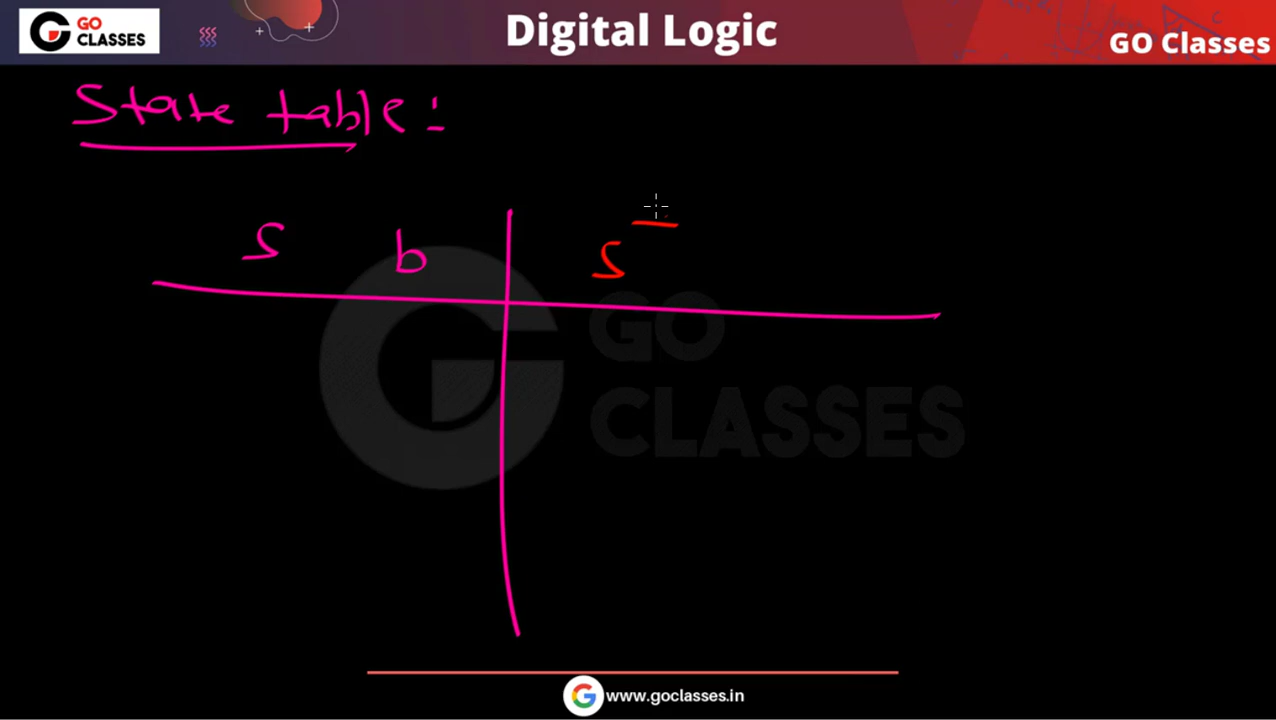 GO
CLASSES
Digital Logic
GO Classes
State table:
S b S
GO
CLASSES
www.goclasses.in